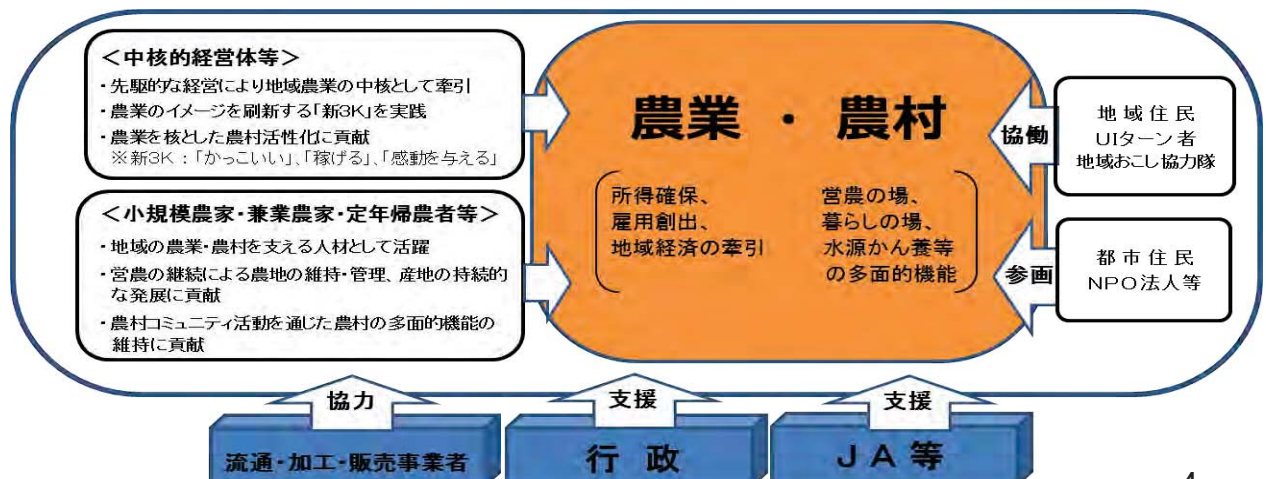 ＜中核的経営体等＞
・先駆的な経営により地域農業の中核として牽引
・農業のイメージを刷新する「新3K」を実践
・農業を核とした農村活性化に貢献
※新3K：「かっこいい」、「稼げる」、「感動を与える」
＜小規模農家・兼業農家・定年帰農者等＞
・地域の農業・農村を支える人材として活躍
・営農の継続による農地の維持・管理、産地の持続的
な発展に貢献
・農村コミュニティ活動を通じた農村の多面的機能の
維持に貢献
農業 ・ 農村
所得確保、
雇用創出、
地域経済の牽引
営農の場、
暮らしの場、
水源かん養等
の多面的機能
協働
地域住民
UIターン者
地域おこし協力隊
参画
都市住民
NPO法人等
協力
支援
支援
流通・加工・販売事業者
行 政
JA等